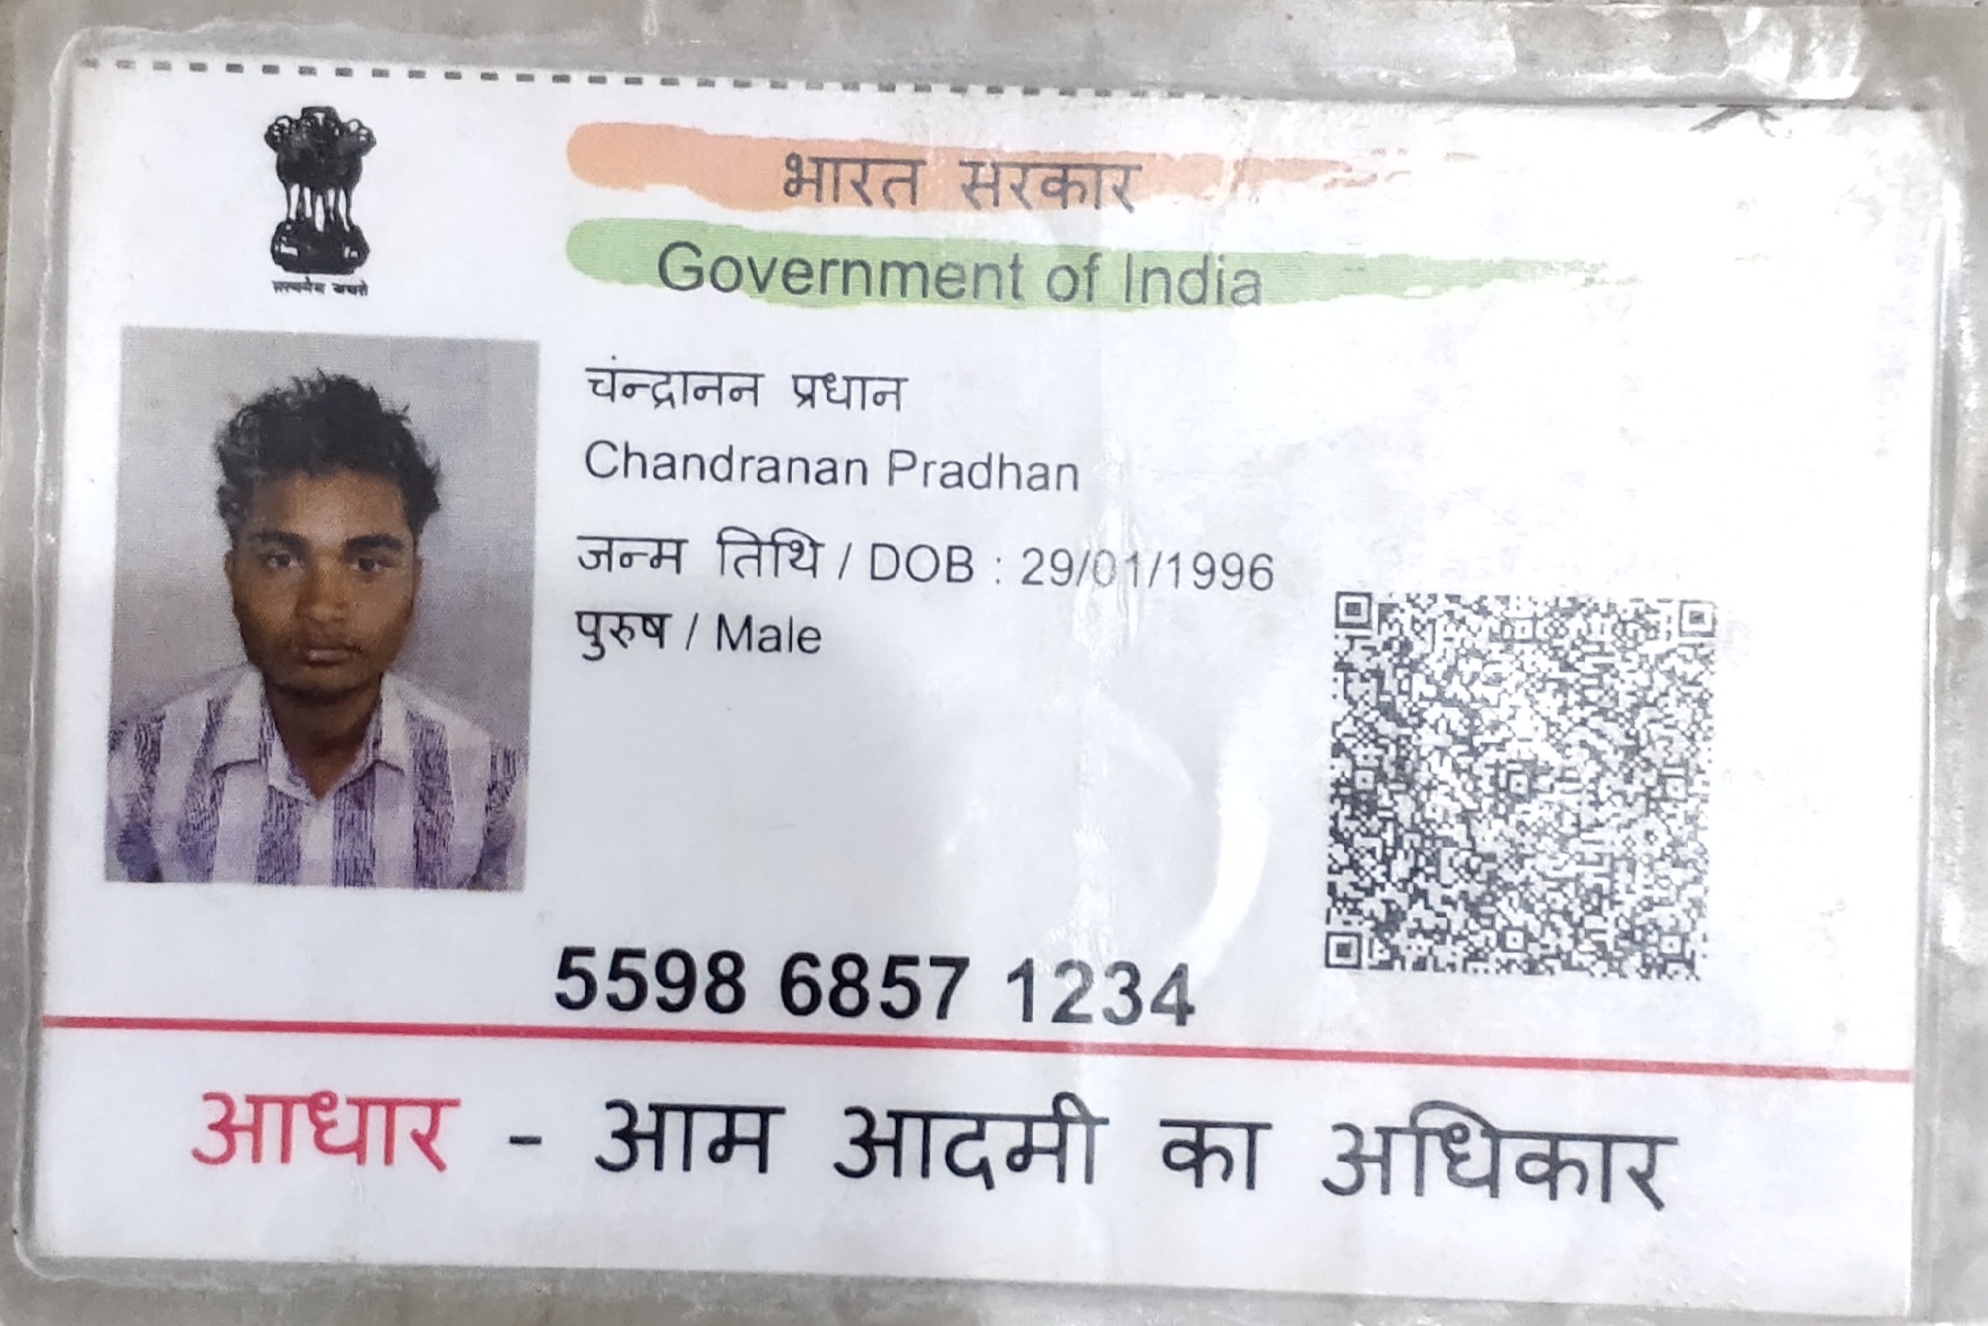 भारत सरकार
Government of India
सत्यमेव जयते
चंन्द्रानन प्रधान
Chandranan Pradhan
जन्म तिथि / DOB : 29/01/1996
पुरुष / Male
5598 6857 1234
आधार - आम आदमी का अधिकार